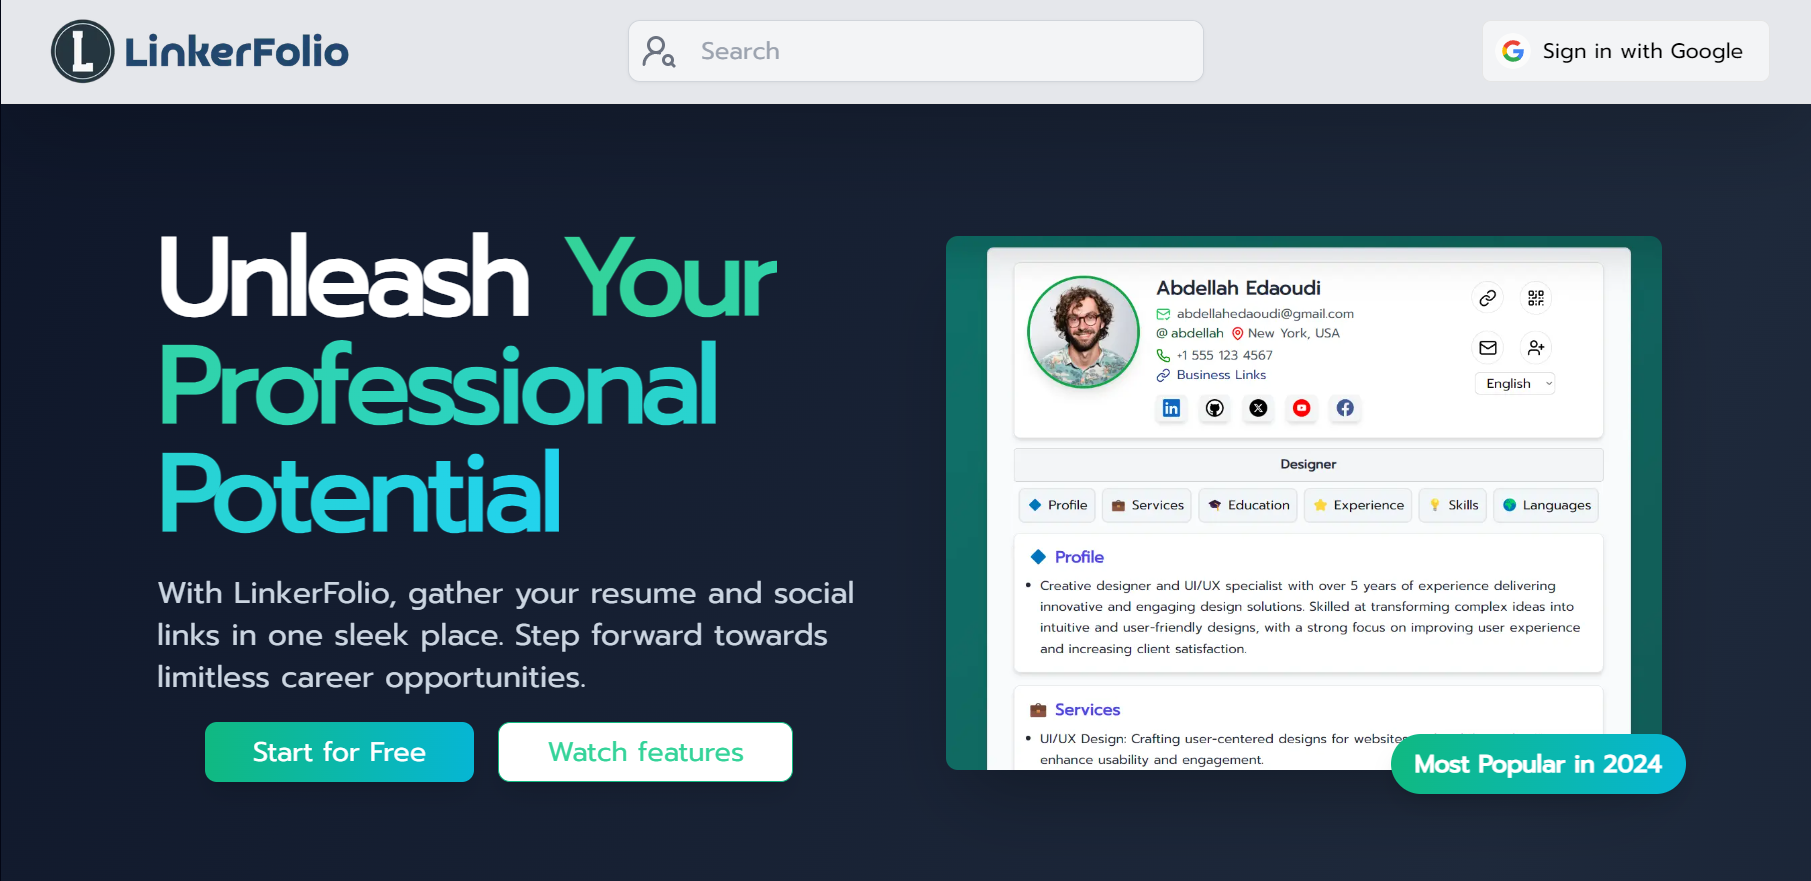 L LinkerFolio
Search
Sign in with Google
Unleash Your
Professional
Potential
With LinkerFolio, gather your resume and social
links in one sleek place. Step forward towards
limitless career opportunities.
Start for Free
Watch features
Abdellah Edaoudi
abdellahedaoudi@gmail.com
@ abdellah New York, USA
+1 555 123 4567
Business Links
English
Designer
Profile Services Education Experience Skills Languages
Profile
• Creative designer and UI/UX specialist with over 5 years of experience delivering
innovative and engaging design solutions. Skilled at transforming complex ideas into
intuitive and user-friendly designs, with a strong focus on improving user experience
and increasing client satisfaction.
Services
• UI/UX Design: Crafting user-centered designs for websites
enhance usability and engagement.
Most Popular in 2024